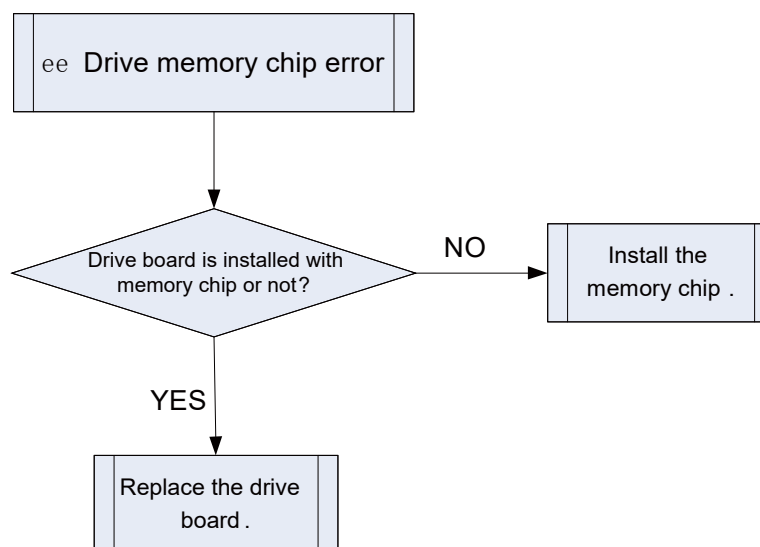 ee Drive memory chip error
Drive board is installed with
memory chip or not?
NO
Install the
memory chip .
YES
Replace the drive
board .